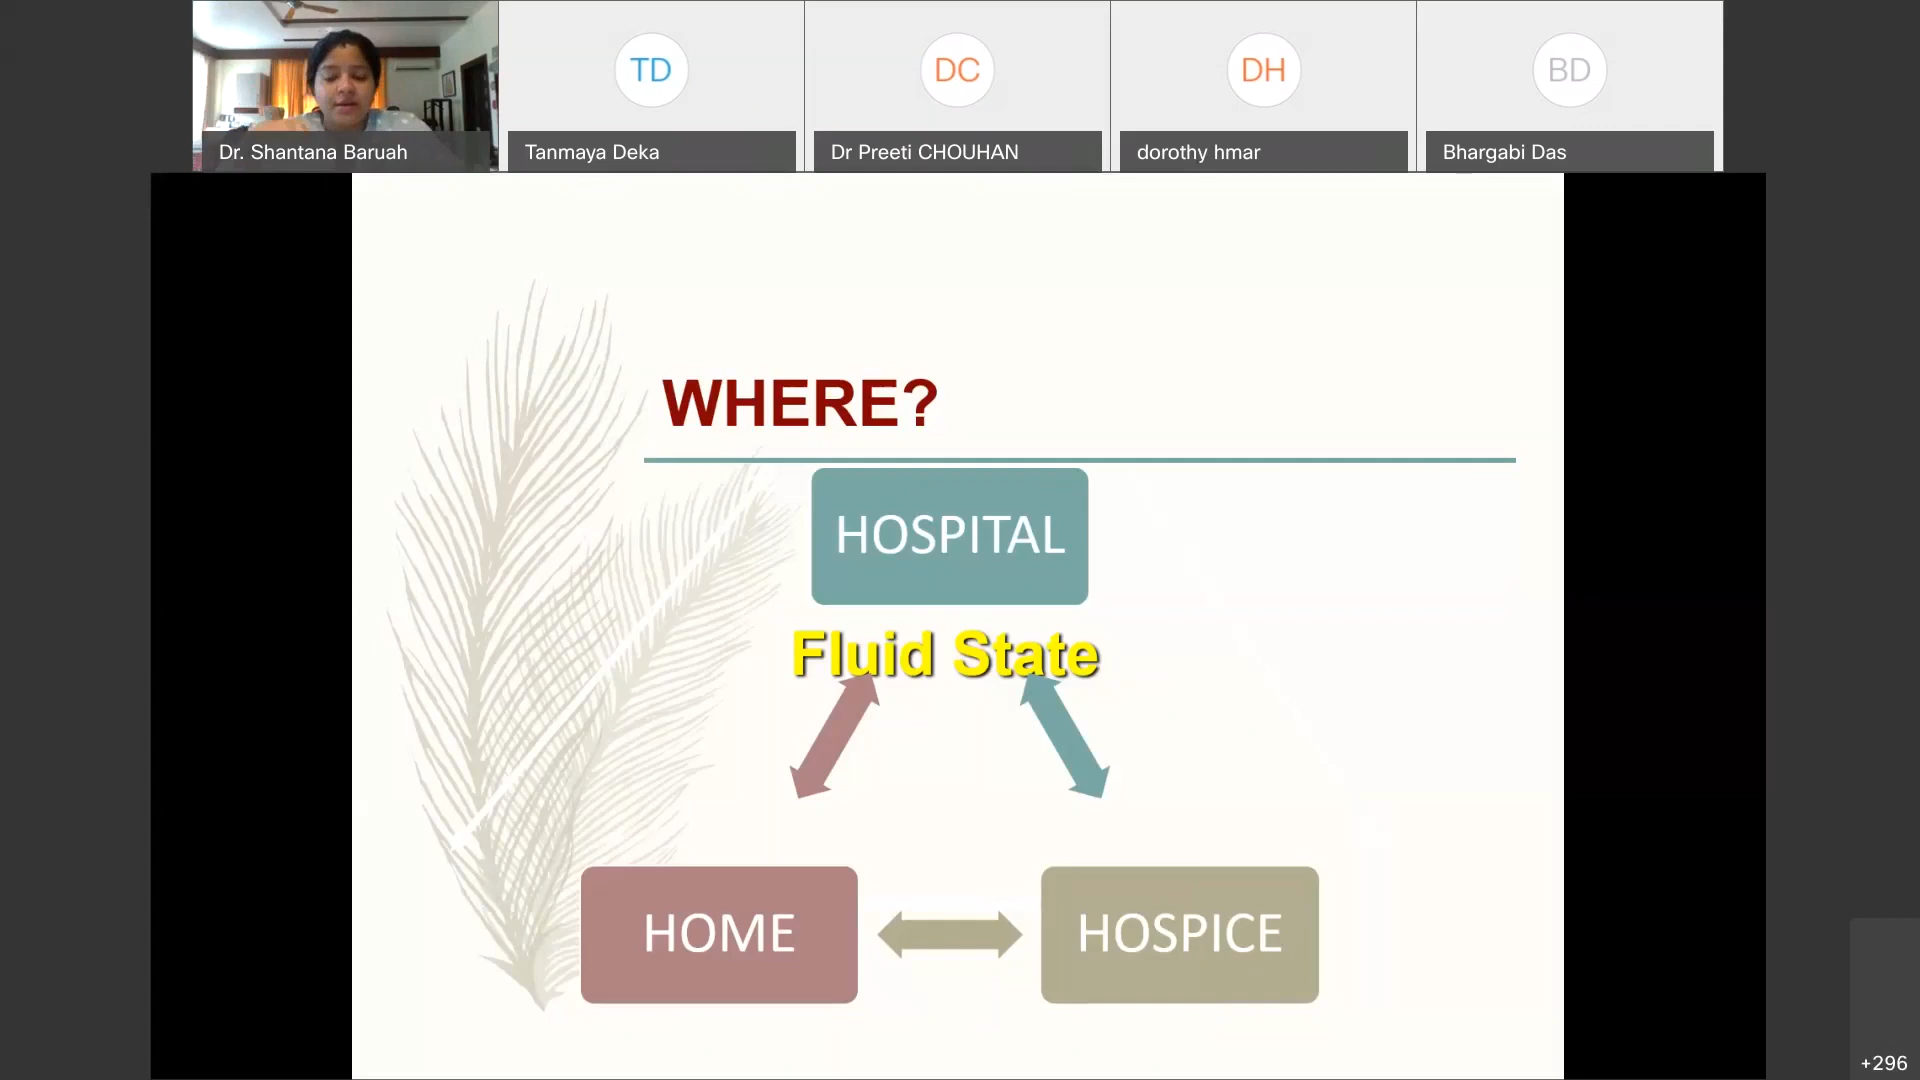 TD
DC
DH
BD
Dr. Shantana Baruah
Tanmaya Deka
Dr Preeti CHOUHAN
dorothy hmar
Bhargabi Das
WHERE?
HOSPITAL
Fluid State
HOME
HOSPICE
+296